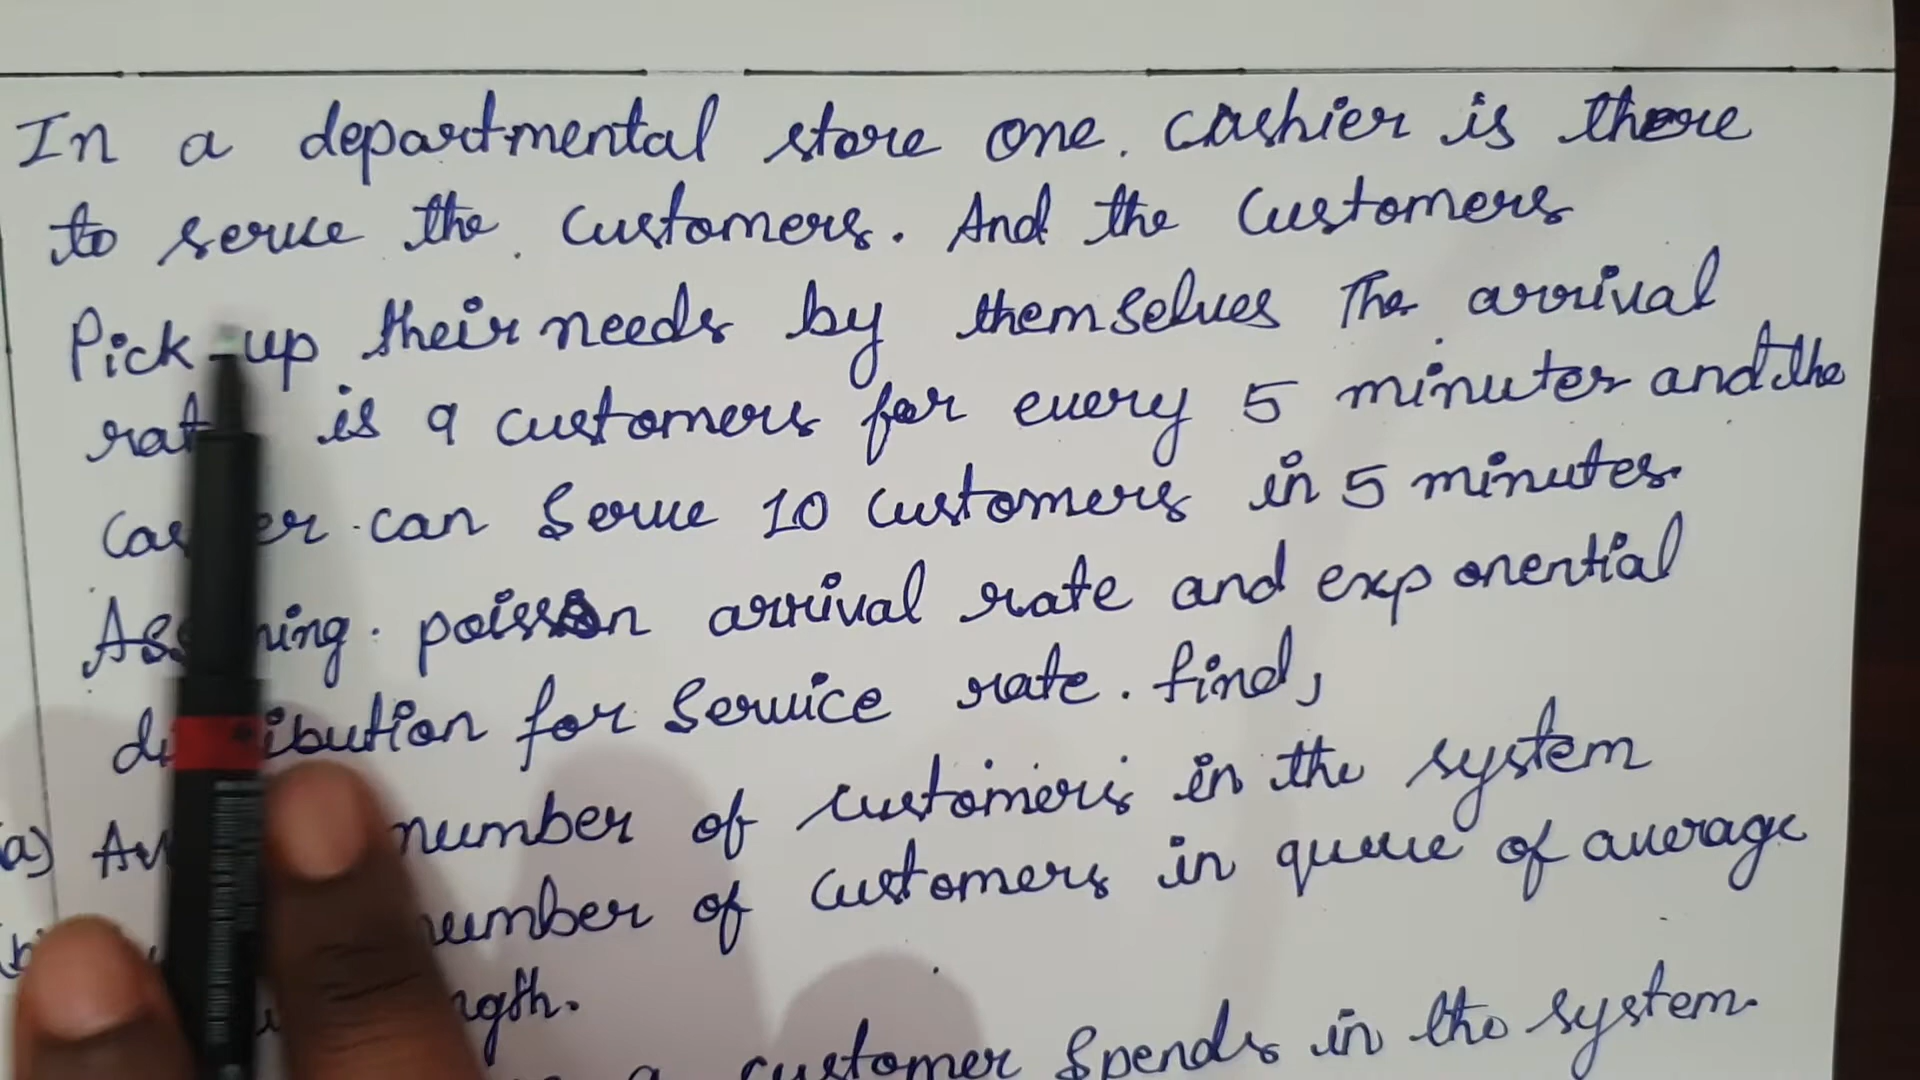 In a departmental store one cashier is there
to serve the customers. And the customers
Pick up their needs by themselves The arrival
is 9 customers for every 5 minutes and the
can serve 10 customers in 5 minutes.
poisson arrival rate and exponential
for service rate. find,
(a) number of customers in the system
number of customers in queue of average
a customer spends in the system.